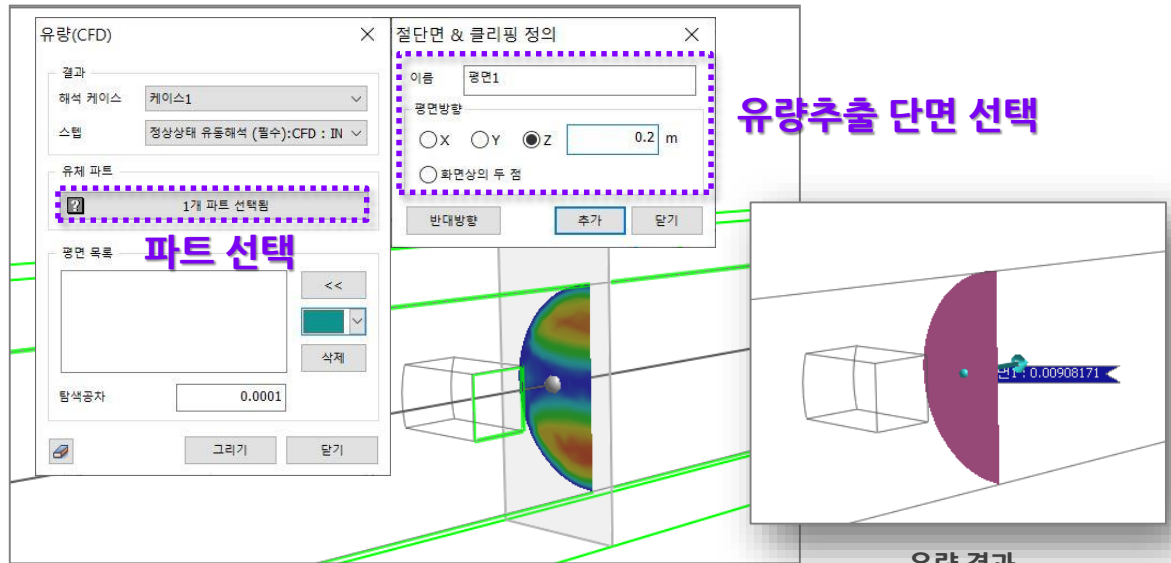 유량(CFD)
결과
해석 케이스
케이스1
스텝
정상상태 유동해석 (필수):CFD : IN
유체 파트
1개 파트 선택됨
파트 선택
평면 목록
<<
삭제
탐색공차
0.0001
그리기
닫기
절단면 & 클리핑 정의
이름
평면1
평면방향
X
Y
Z
0.2
m
화면상의 두 점
반대방향
추가
닫기
유량추출 단면 선택
: 0.00908171